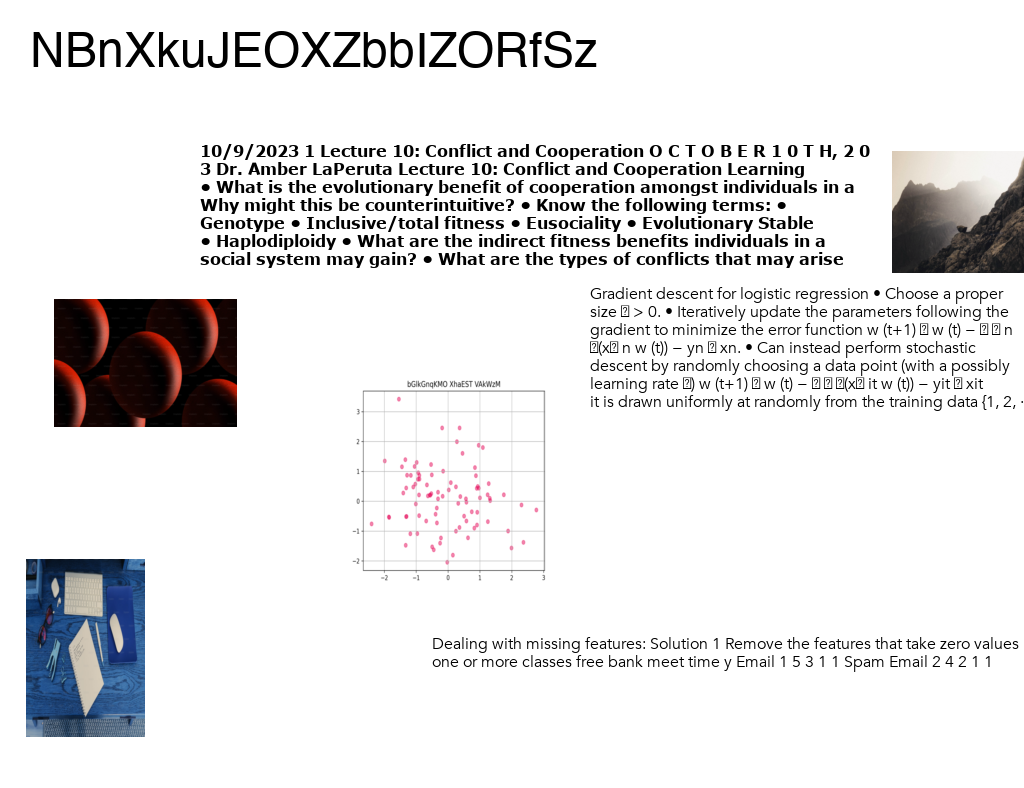 NBnXkuJEOXZbbIZORfSz
10/9/2023 1 Lecture 10: Conflict and Cooperation O C T O B E R 1 0 T H, 2 0
3 Dr. Amber LaPeruta Lecture 10: Conflict and Cooperation Learning
• What is the evolutionary benefit of cooperation amongst individuals in a
Why might this be counterintuitive? • Know the following terms: •
Genotype • Inclusive/total fitness • Eusociality • Evolutionary Stable
• Haplodiploidy • What are the indirect fitness benefits individuals in a
social system may gain? • What are the types of conflicts that may arise
Gradient descent for logistic regression • Choose a proper
size > 0. • Iteratively update the parameters following the
gradient to minimize the error function w (t+1) w (t) − n
(x n w (t)) − yn xn. • Can instead perform stochastic
descent by randomly choosing a data point (with a possibly
learning rate ) w (t+1) w (t) − (x it w (t)) − yit xit
it is drawn uniformly at randomly from the training data {1, 2, ·
bGlkGnqKMO XhaEST VAkWzM
3
2
1
0
−1
−2
−2 −1 0 1 2 3
Dealing with missing features: Solution 1 Remove the features that take zero values
one or more classes free bank meet time y Email 1 5 3 1 1 Spam Email 2 4 2 1 1